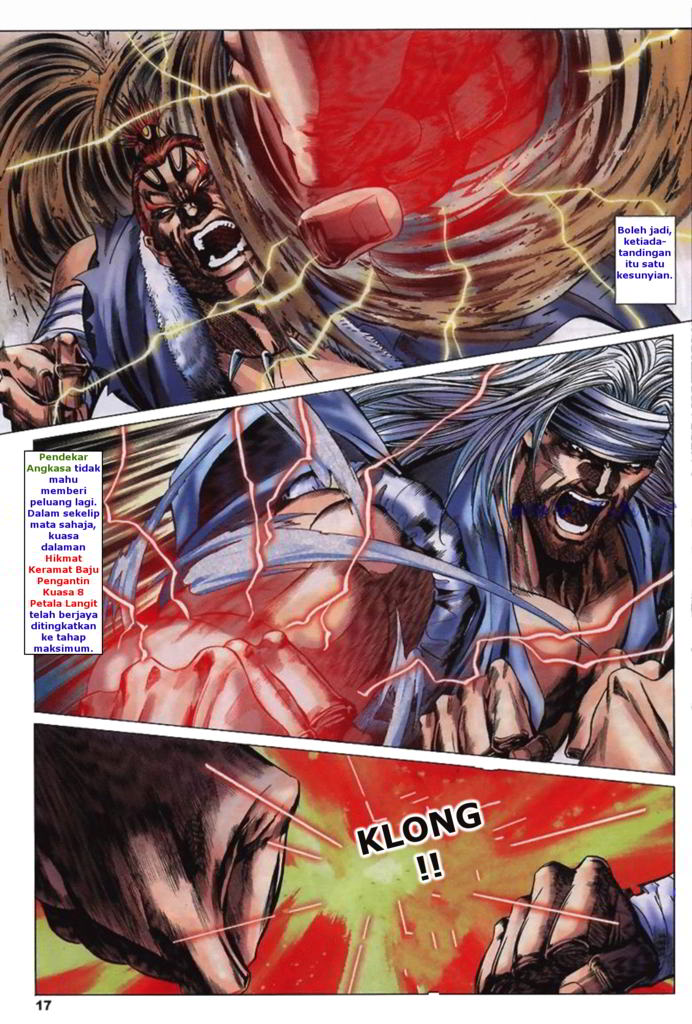 Boleh jadi,
ketiada-
tandingan
itu satu
kesunyian.
Pendekar
Angkasa tidak
mahu
memberi
peluang lagi.
Dalam sekelip
mata sahaja,
kuasa
dalaman
Hikmat
Keramat Baju
Pengantin
Kuasa 8
Petala Langit
telah berjaya
ditingkatkan
ke tahap
maksimum.
KLONG
!!
17